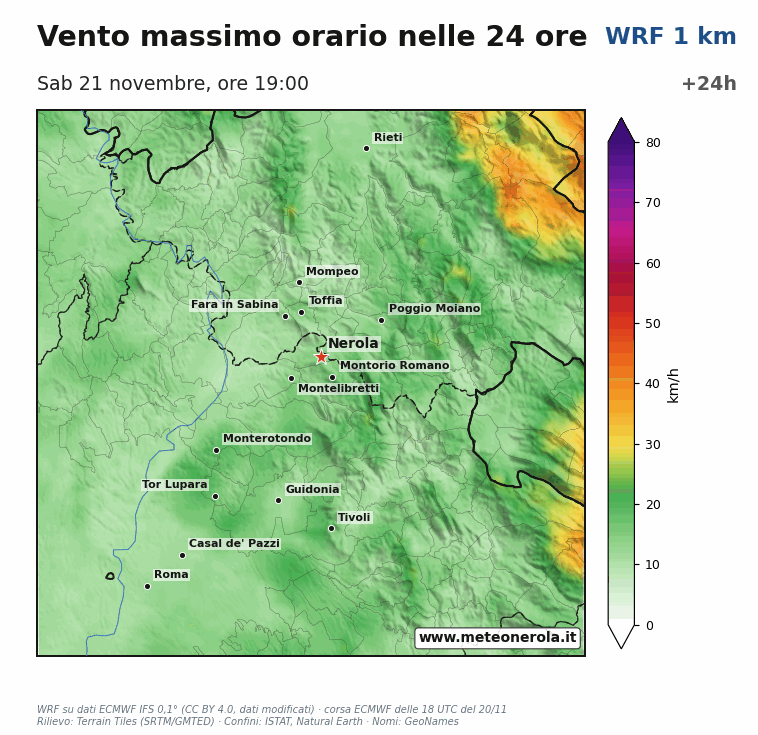 Vento massimo orario nelle 24 ore WRF 1 km
Sab 21 novembre, ore 19:00 +24h
Rieti
Mompeo
Toffia
Fara in Sabina
Poggio Moiano
Nerola
Montorio Romano
Montelibretti
Monterotondo
Tor Lupara
Guidonia
Tivoli
Casal de' Pazzi
Roma
www.meteonerola.it
80
70
60
50
40
30
20
10
0
km/h
WRF su dati ECMWF IFS 0,1° (CC BY 4.0, dati modificati) · corsa ECMWF delle 18 UTC del 20/11
Rilievo: Terrain Tiles (SRTM/GMTED) · Confini: ISTAT, Natural Earth · Nomi: GeoNames